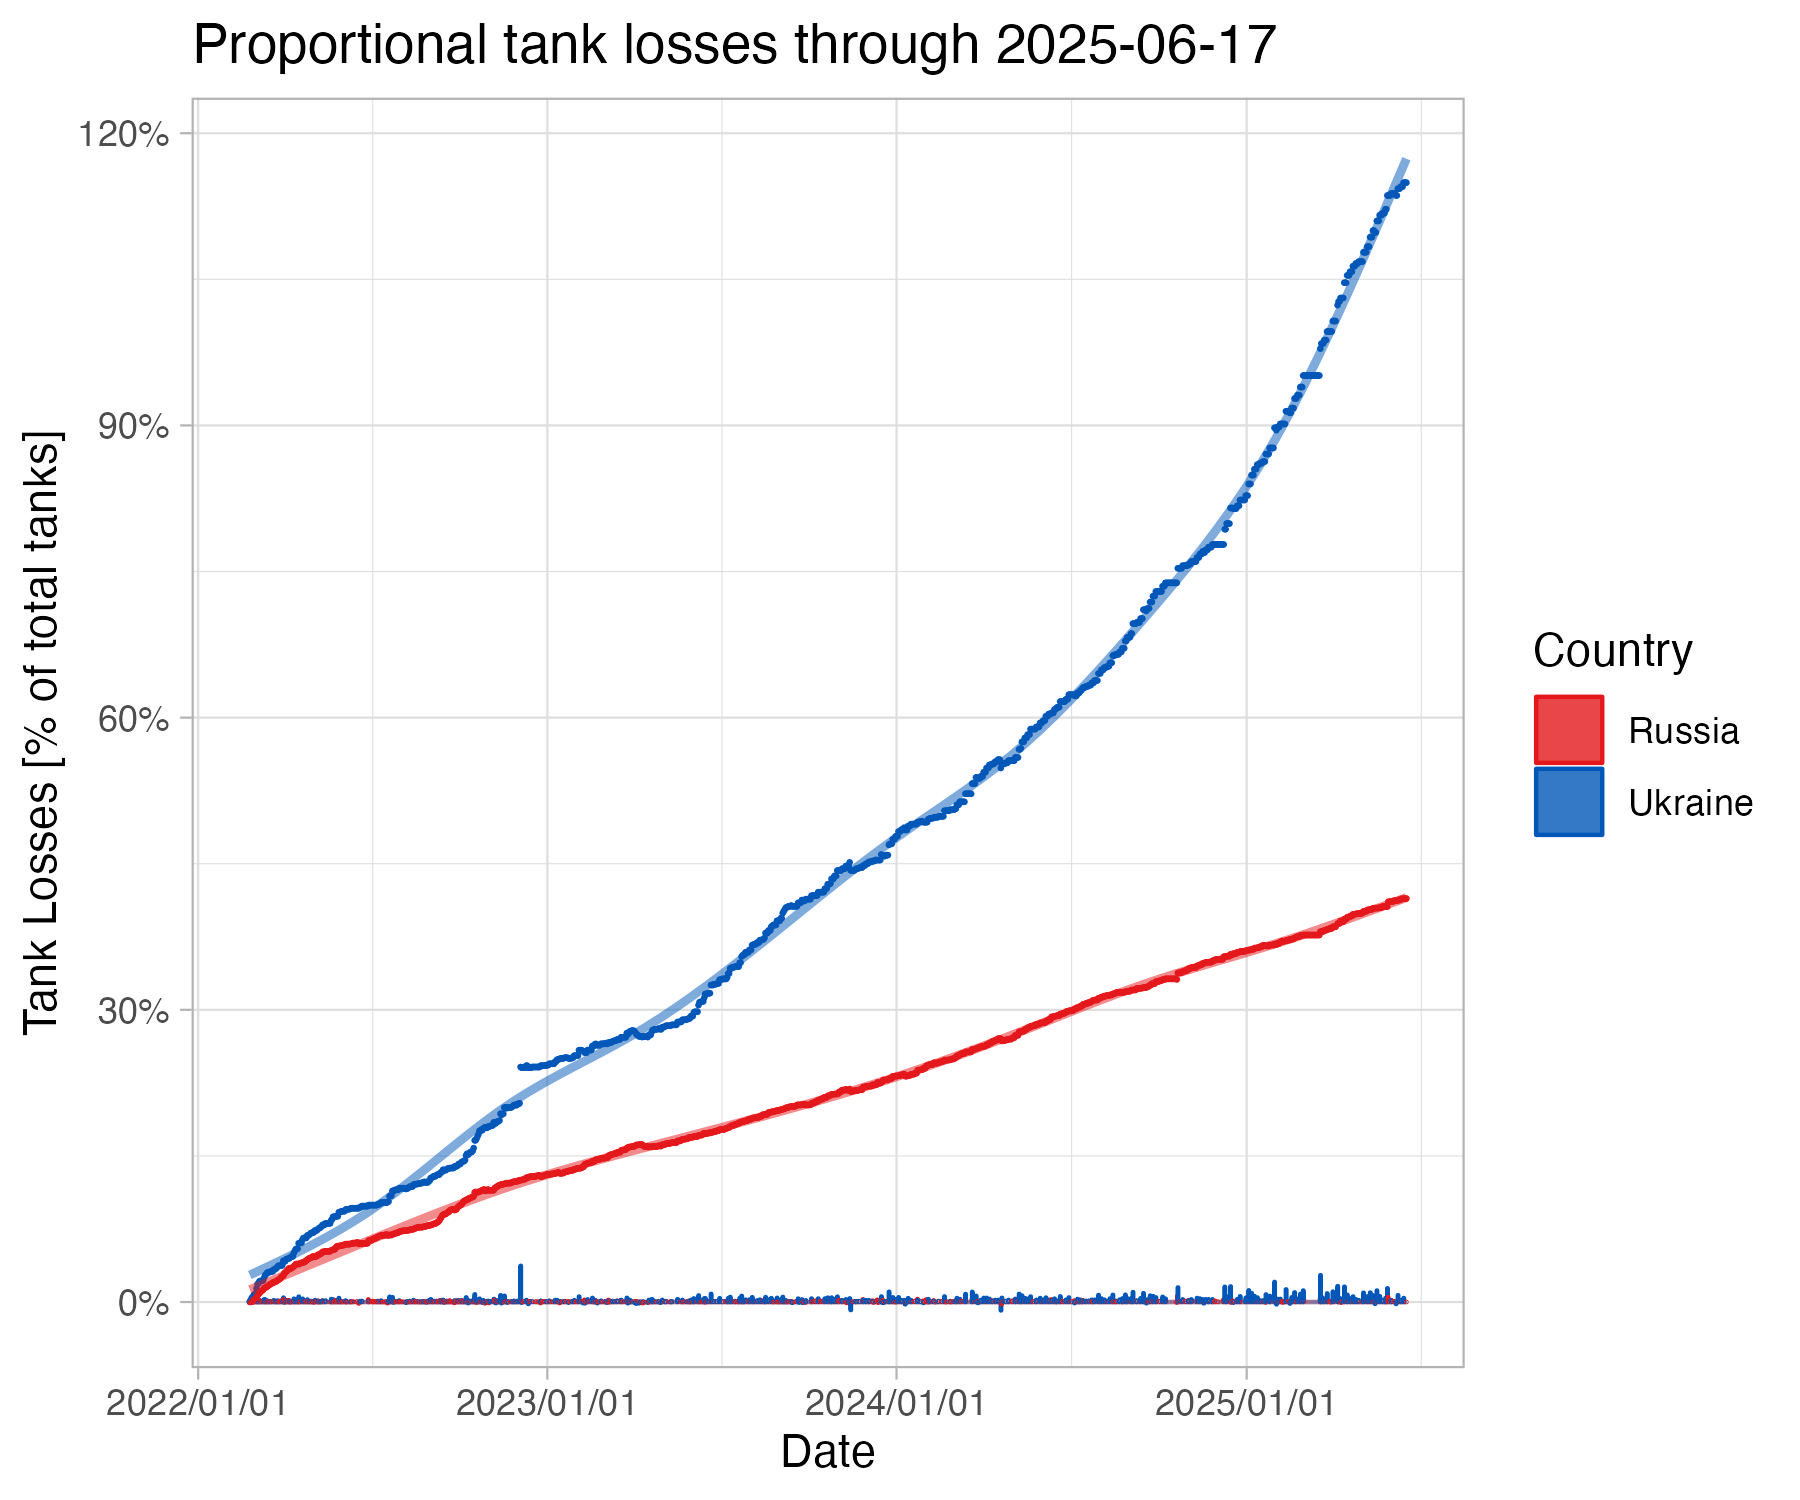 Proportional tank losses through 2025-06-17
Tank Losses [% of total tanks]
120%
90%
60%
30%
0%
2022/01/01
2023/01/01
2024/01/01
2025/01/01
Date
Country
Russia
Ukraine